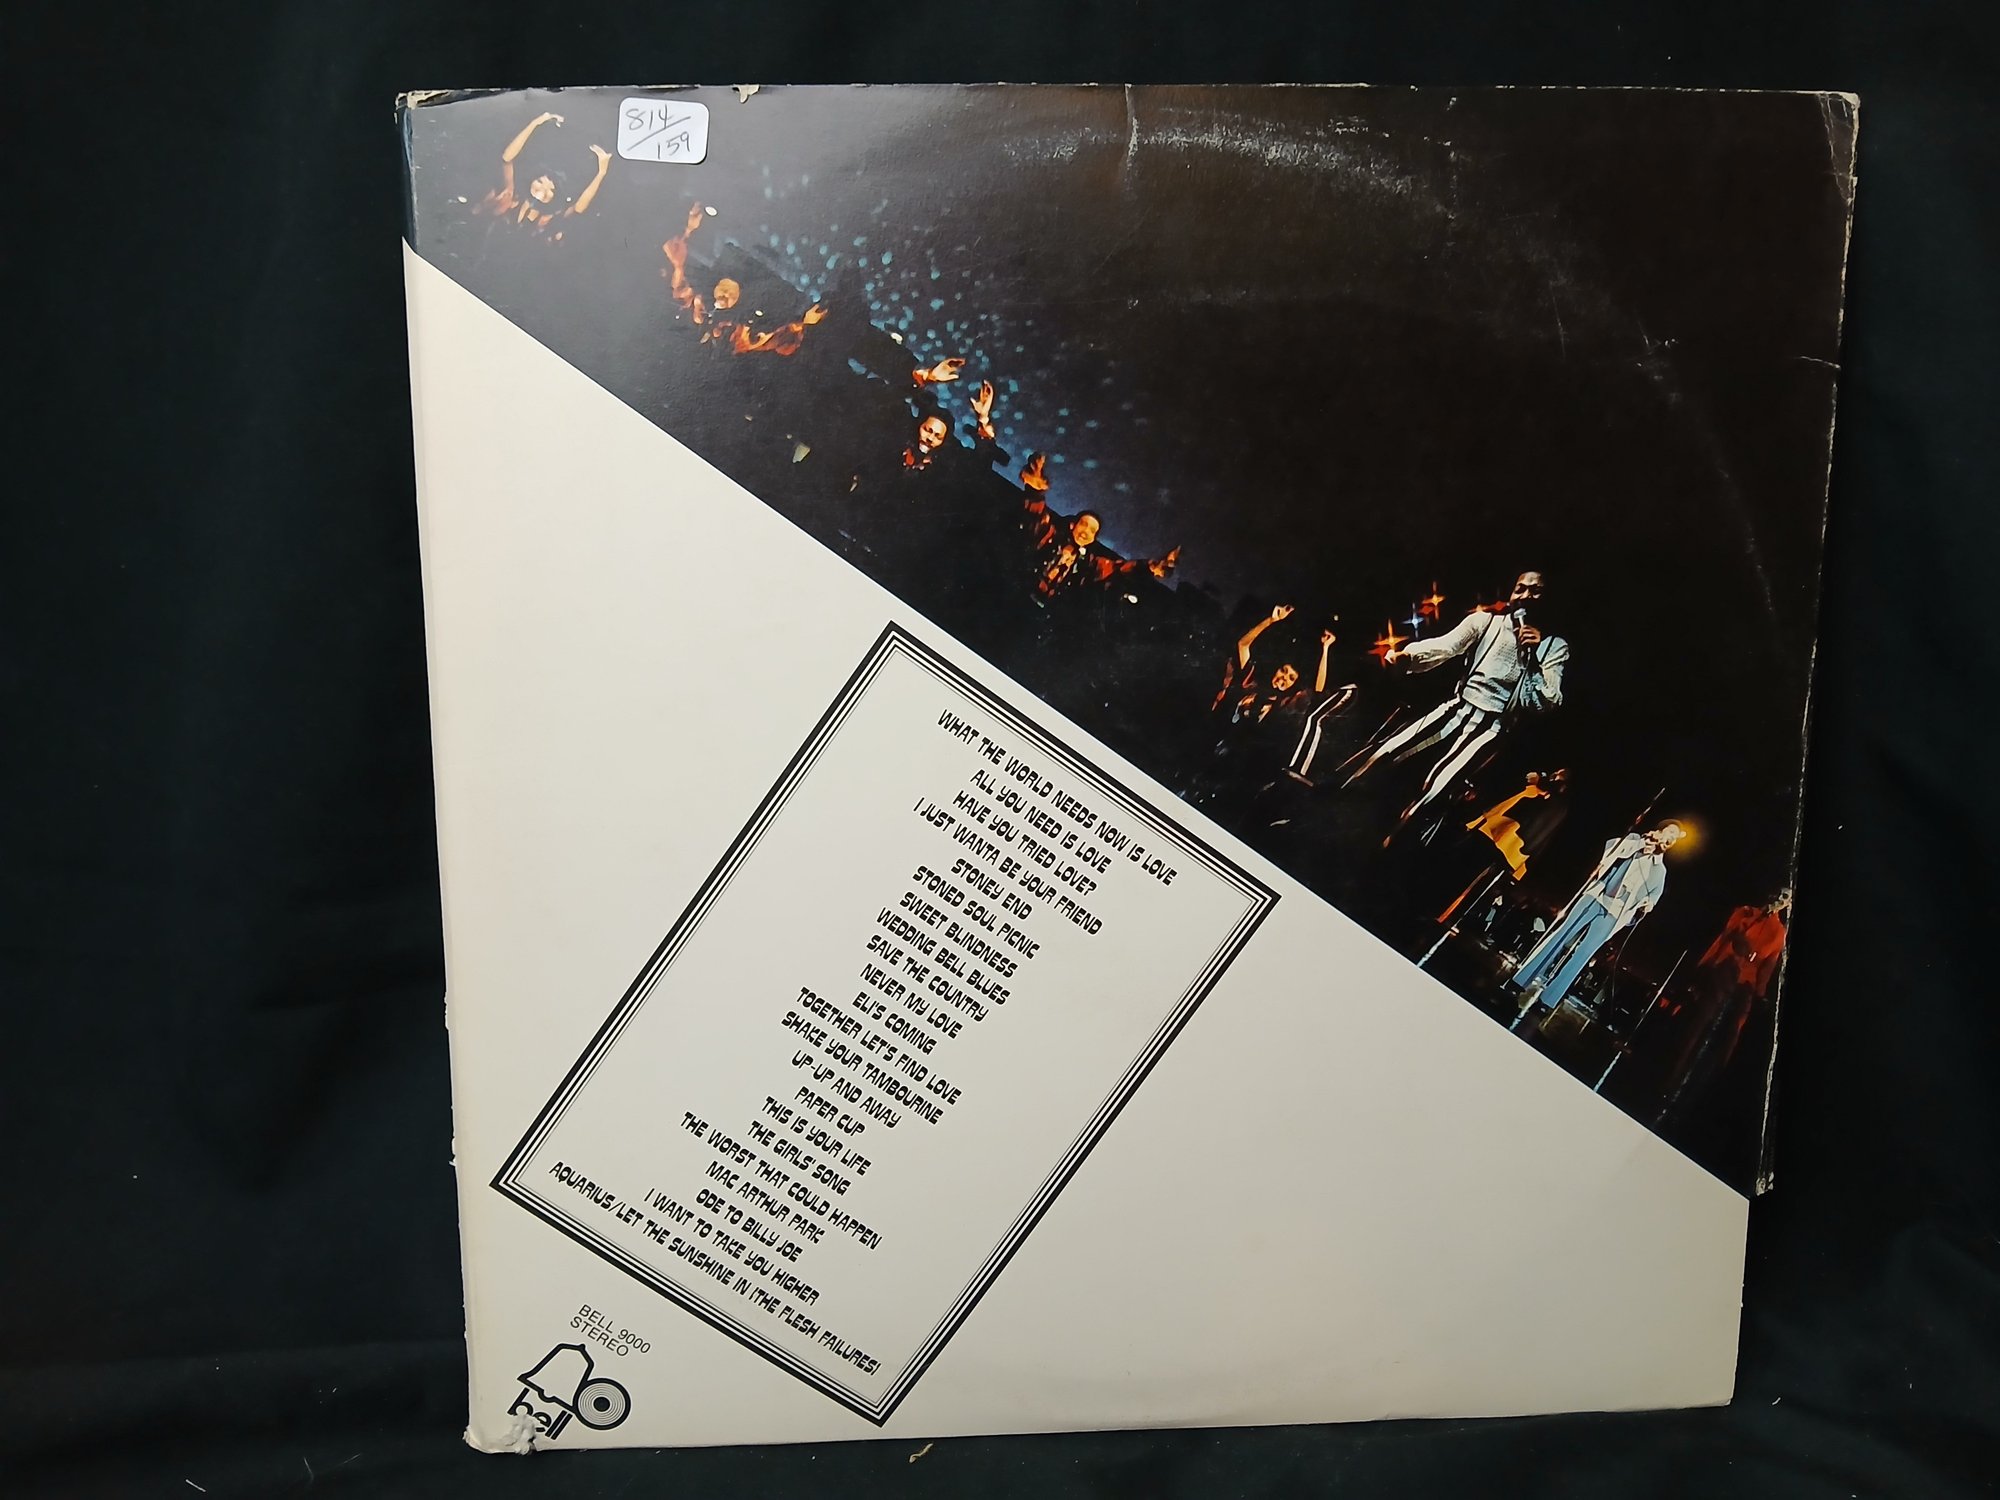 814/159
WHAT THE WORLD NEEDS NOW IS LOVE
ALL YOU NEED IS LOVE
HAVE YOU TRIED LOVE?
I JUST WANTA BE YOUR FRIEND
STONEY END
STONED SOUL PICNIC
SWEET BLINDNESS
WEDDING BELL BLUES
SAVE THE COUNTRY
NEVER MY LOVE
ELI'S COMING
TOGETHER LET'S FIND LOVE
SHAKE YOUR TAMBOURINE
UP-UP AND AWAY
PAPER CUP
THIS IS YOUR LIFE
THE GIRLS' SONG
THE WORST THAT COULD HAPPEN
MAC ARTHUR PARK
ODE TO BILLY JOE
I WANT TO TAKE YOU HIGHER
AQUARIUS/LET THE SUNSHINE IN (THE FLESH FAILURES)
BELL 9000
STEREO
bell